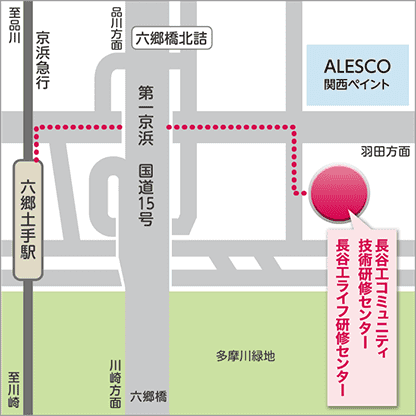 至品川
京浜急行
品川方面
六郷橋北詰
ALESCO
関西ペイント
第一京浜 国道15号
羽田方面
六郷土手駅
長谷工コミュニティ
技術研修センター
長谷工ライフ研修センター
多摩川緑地
至川崎
川崎方面
六郷橋